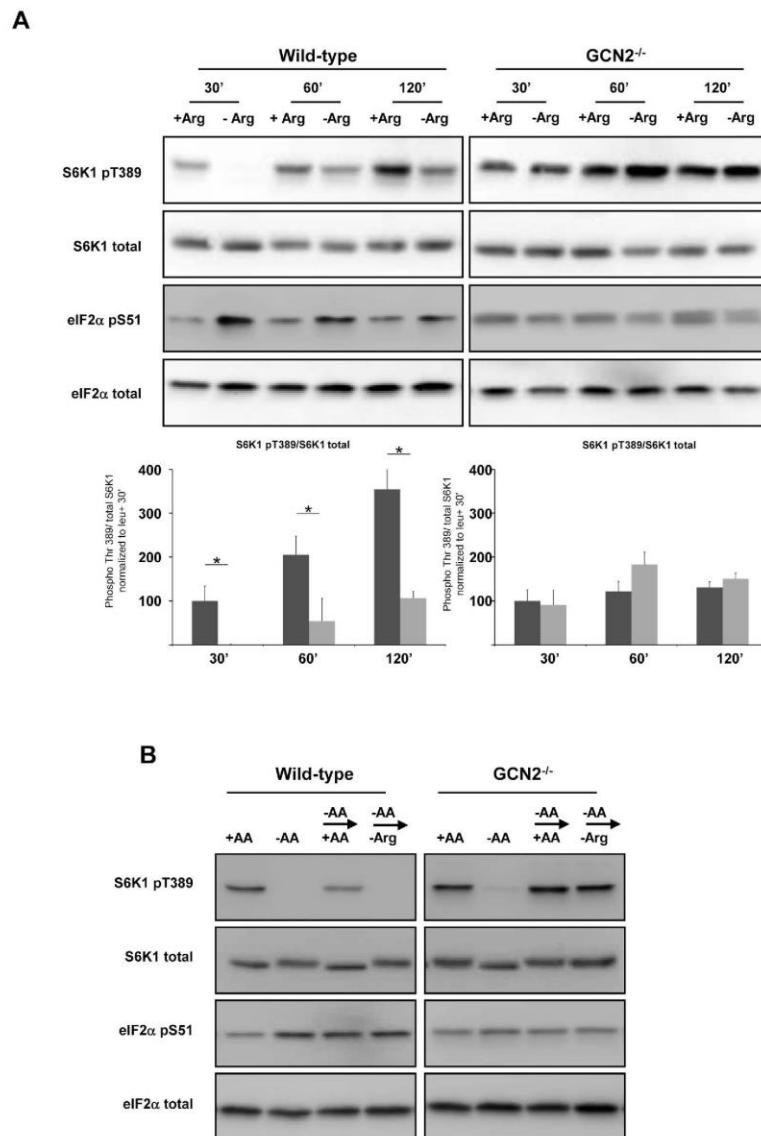 A
Wild-type GCN2-/-
30' 60' 120' 30' 60' 120'
+Arg - Arg + Arg -Arg +Arg -Arg +Arg -Arg +Arg -Arg +Arg -Arg
S6K1 pT389
S6K1 total
eIF2α pS51
eIF2α total
S6K1 pT389/S6K1 total S6K1 pT389/S6K1 total
Phospho Thr 389/ total S6K1
normalized to leu+ 30'
400
300
200
100
* * *
30' 60' 120'
Phospho Thr 389/ total S6K1
normalized to leu+ 30'
400
300
200
100
30' 60' 120'
B
Wild-type GCN2-/-
-AA -AA -AA -AA
+AA -AA +AA -Arg +AA -AA +AA -Arg
S6K1 pT389
S6K1 total
eIF2α pS51
eIF2α total